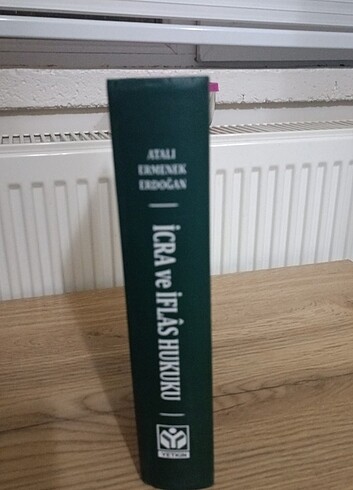 ATALI
ERMENEK
ERDOĞAN
İCRA ve İFLÂS HUKUKU
YETKİN